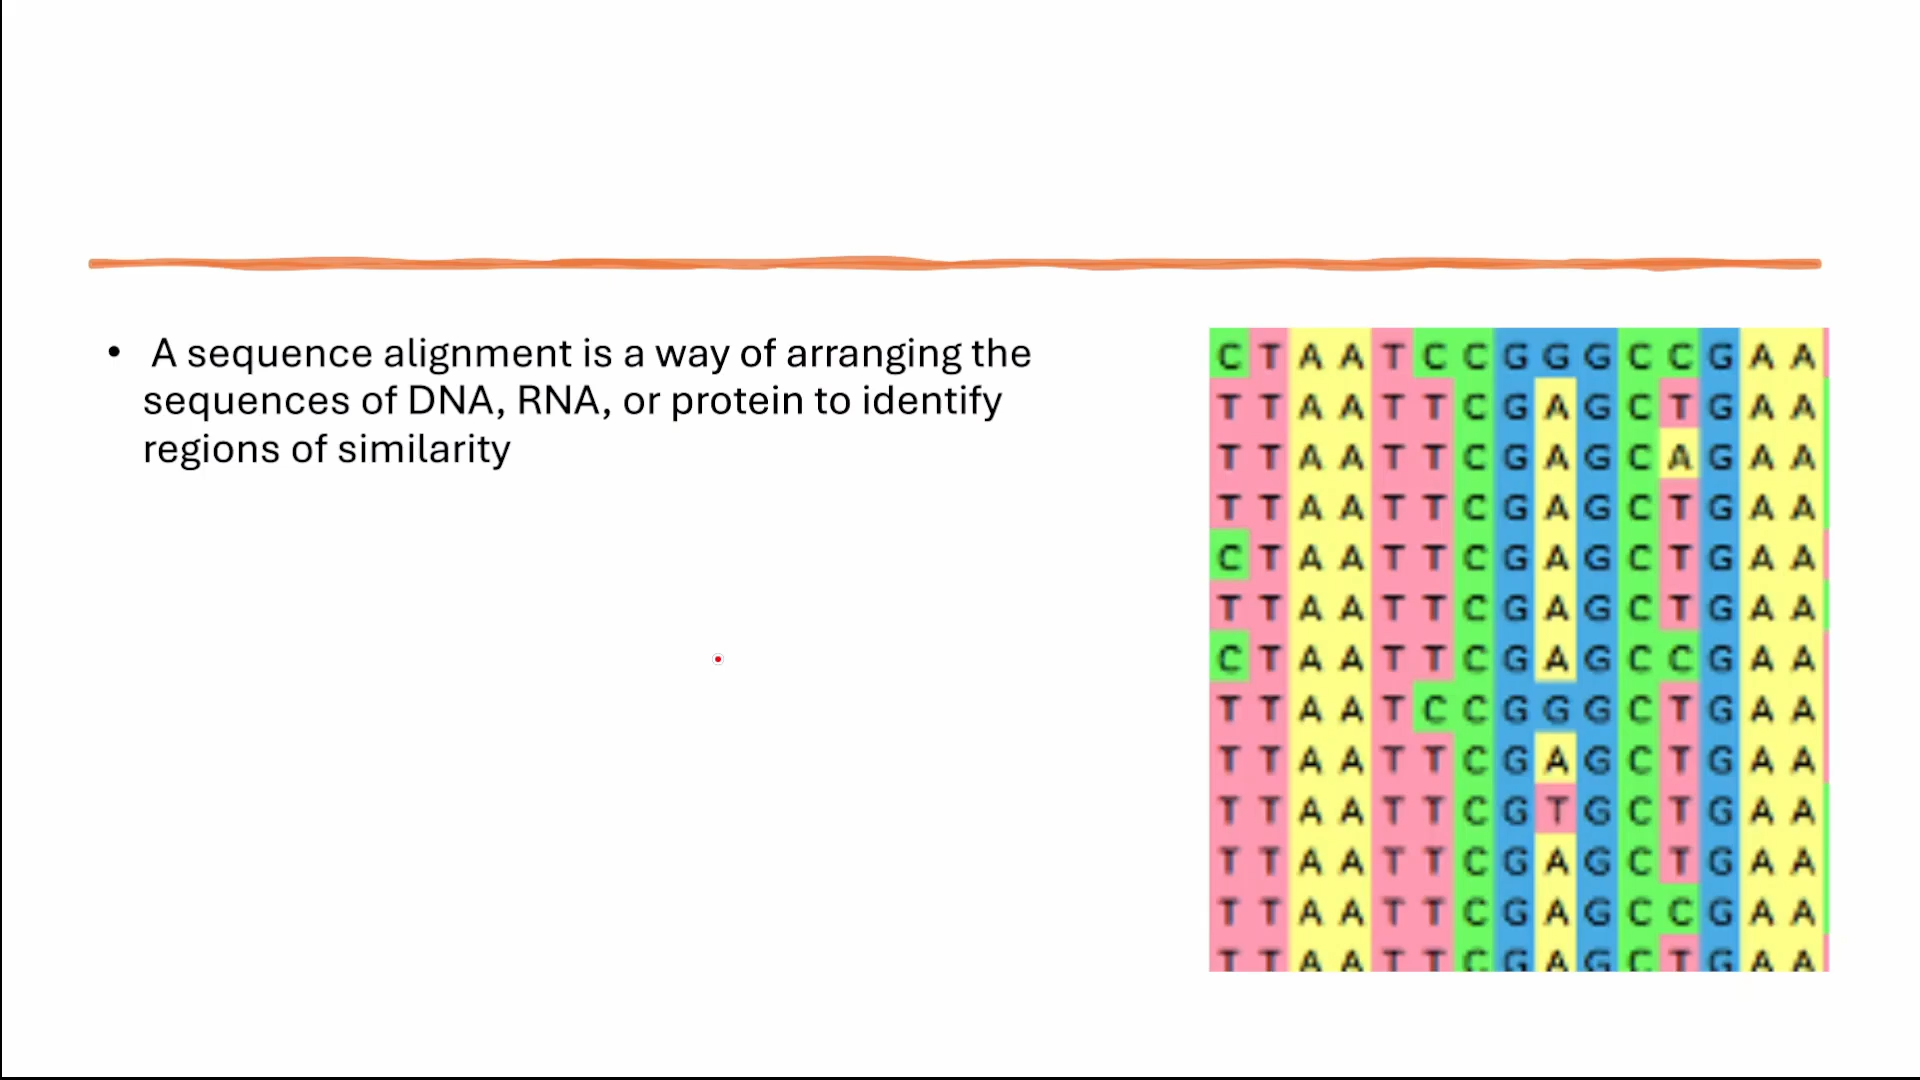 • A sequence alignment is a way of arranging the
sequences of DNA, RNA, or protein to identify
regions of similarity
C T A A T C C G G G C C G A A
T T A A T T C G A G C T G A A
T T A A T T C G A G C A G A A
T T A A T T C G A G C T G A A
C T A A T T C G A G C T G A A
T T A A T T C G A G C T G A A
C T A A T T C G A G C C G A A
T T A A T C C G G G C T G A A
T T A A T T C G A G C T G A A
T T A A T T C G T G C T G A A
T T A A T T C G A G C T G A A
T T A A T T C G A G C C G A A
T T A A T T C G A G C T G A A